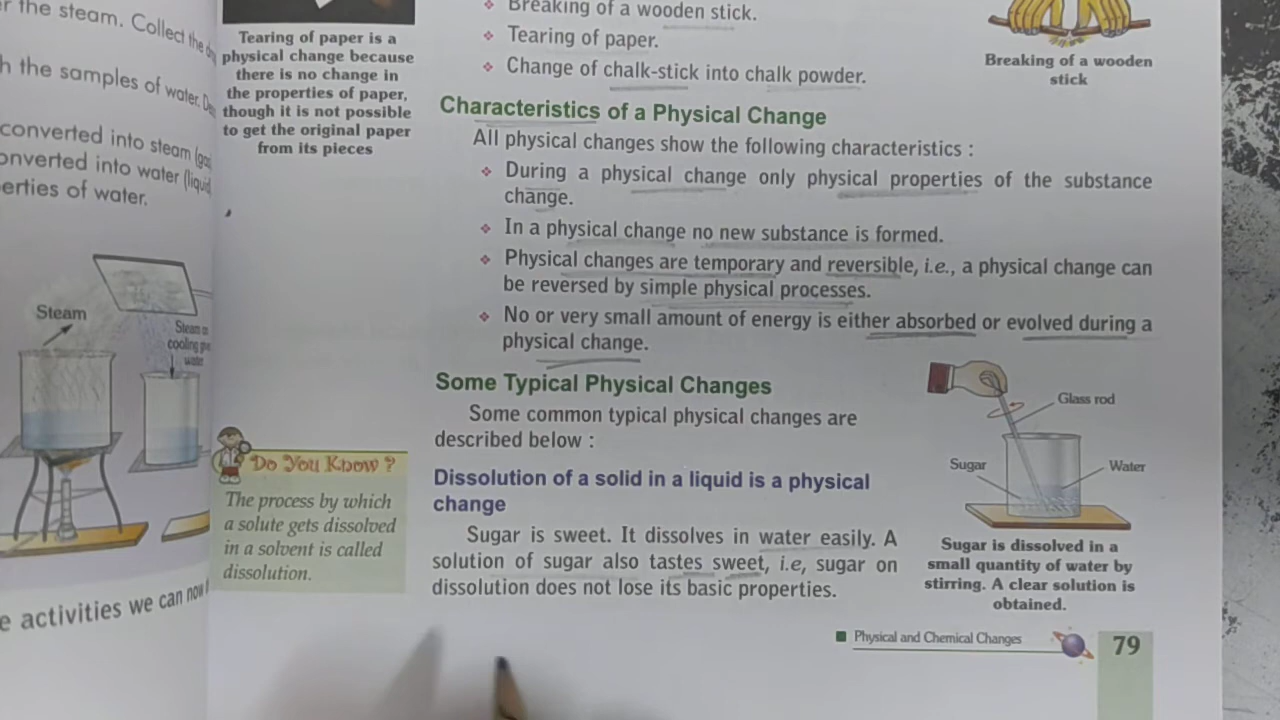 r the steam. Collect the
h the samples of water.
converted into steam (gas
onverted into water (liquid
erties of water.
Steam
Steam on
cooling
water
e activities we can now
Tearing of paper is a
physical change because
there is no change in
the properties of paper,
though it is not possible
to get the original paper
from its pieces
Do You Know ?
The process by which
a solute gets dissolved
in a solvent is called
dissolution.
❖ Breaking of a wooden stick.
❖ Tearing of paper.
❖ Change of chalk-stick into chalk powder.
Breaking of a wooden
stick
Characteristics of a Physical Change
All physical changes show the following characteristics :
❖ During a physical change only physical properties of the substance
change.
❖ In a physical change no new substance is formed.
❖ Physical changes are temporary and reversible, i.e., a physical change can
be reversed by simple physical processes.
❖ No or very small amount of energy is either absorbed or evolved during a
physical change.
Some Typical Physical Changes
Some common typical physical changes are
described below :
Dissolution of a solid in a liquid is a physical
change
Sugar is sweet. It dissolves in water easily. A
solution of sugar also tastes sweet, i.e, sugar on
dissolution does not lose its basic properties.
Glass rod
Sugar
Water
Sugar is dissolved in a
small quantity of water by
stirring. A clear solution is
obtained.
Physical and Chemical Changes
79